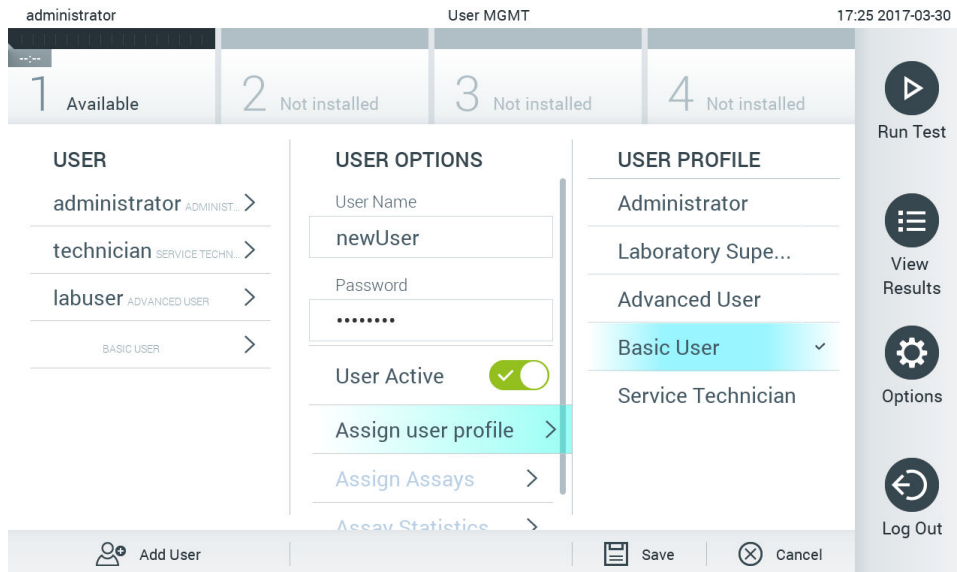 administrator User MGMT 17:25 2017-03-30
--:--
1 Available 2 Not installed 3 Not installed 4 Not installed
Run Test
View
Results
Options
Log Out
USER
administrator ADMINIST...
technician SERVICE TECHN...
labuser ADVANCED USER
BASIC USER
USER OPTIONS
User Name
newUser
Password
••••••••
User Active
Assign user profile
Assign Assays
Assay Statistics
USER PROFILE
Administrator
Laboratory Supe...
Advanced User
Basic User
Service Technician
Add User Save Cancel